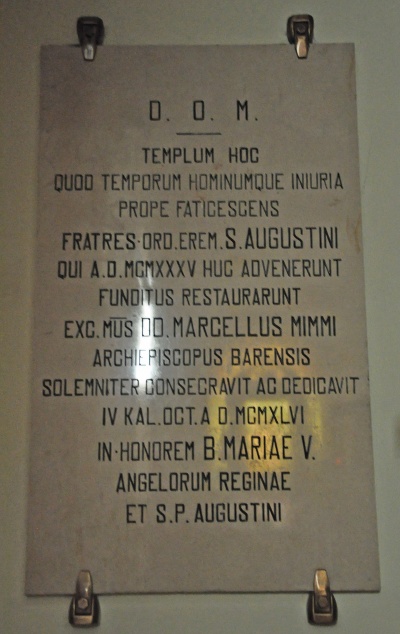 D. O. M.
TEMPLUM HOC
QUOD TEMPORUM HOMINUMQUE INIURIA
PROPE FATICESCENS
FRATRES·ORD.EREM.S.AUGUSTINI
QUI A.D.MCMXXXV HUC ADVENERUNT
FUNDITUS RESTAURARUNT
EXC.MŪS DD.MARCELLUS MIMMI
ARCHIEPISCOPUS BARENSIS
SOLEMNITER CONSECRAVIT AC DEDICAVIT
IV KAL.OCT.A D.MCMXLVI
IN·HONOREM B.MARIAE V.
ANGELORUM REGINAE
ET S.P. AUGUSTINI